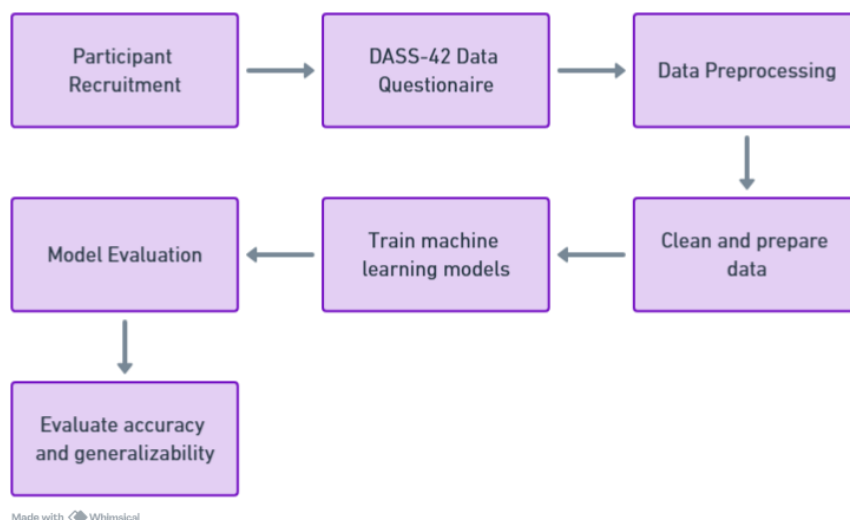 Participant
Recruitment
DASS-42 Data
Questionaire
Data Preprocessing
Clean and prepare
data
Train machine
learning models
Model Evaluation
Evaluate accuracy
and generalizability
Made with Whimsical